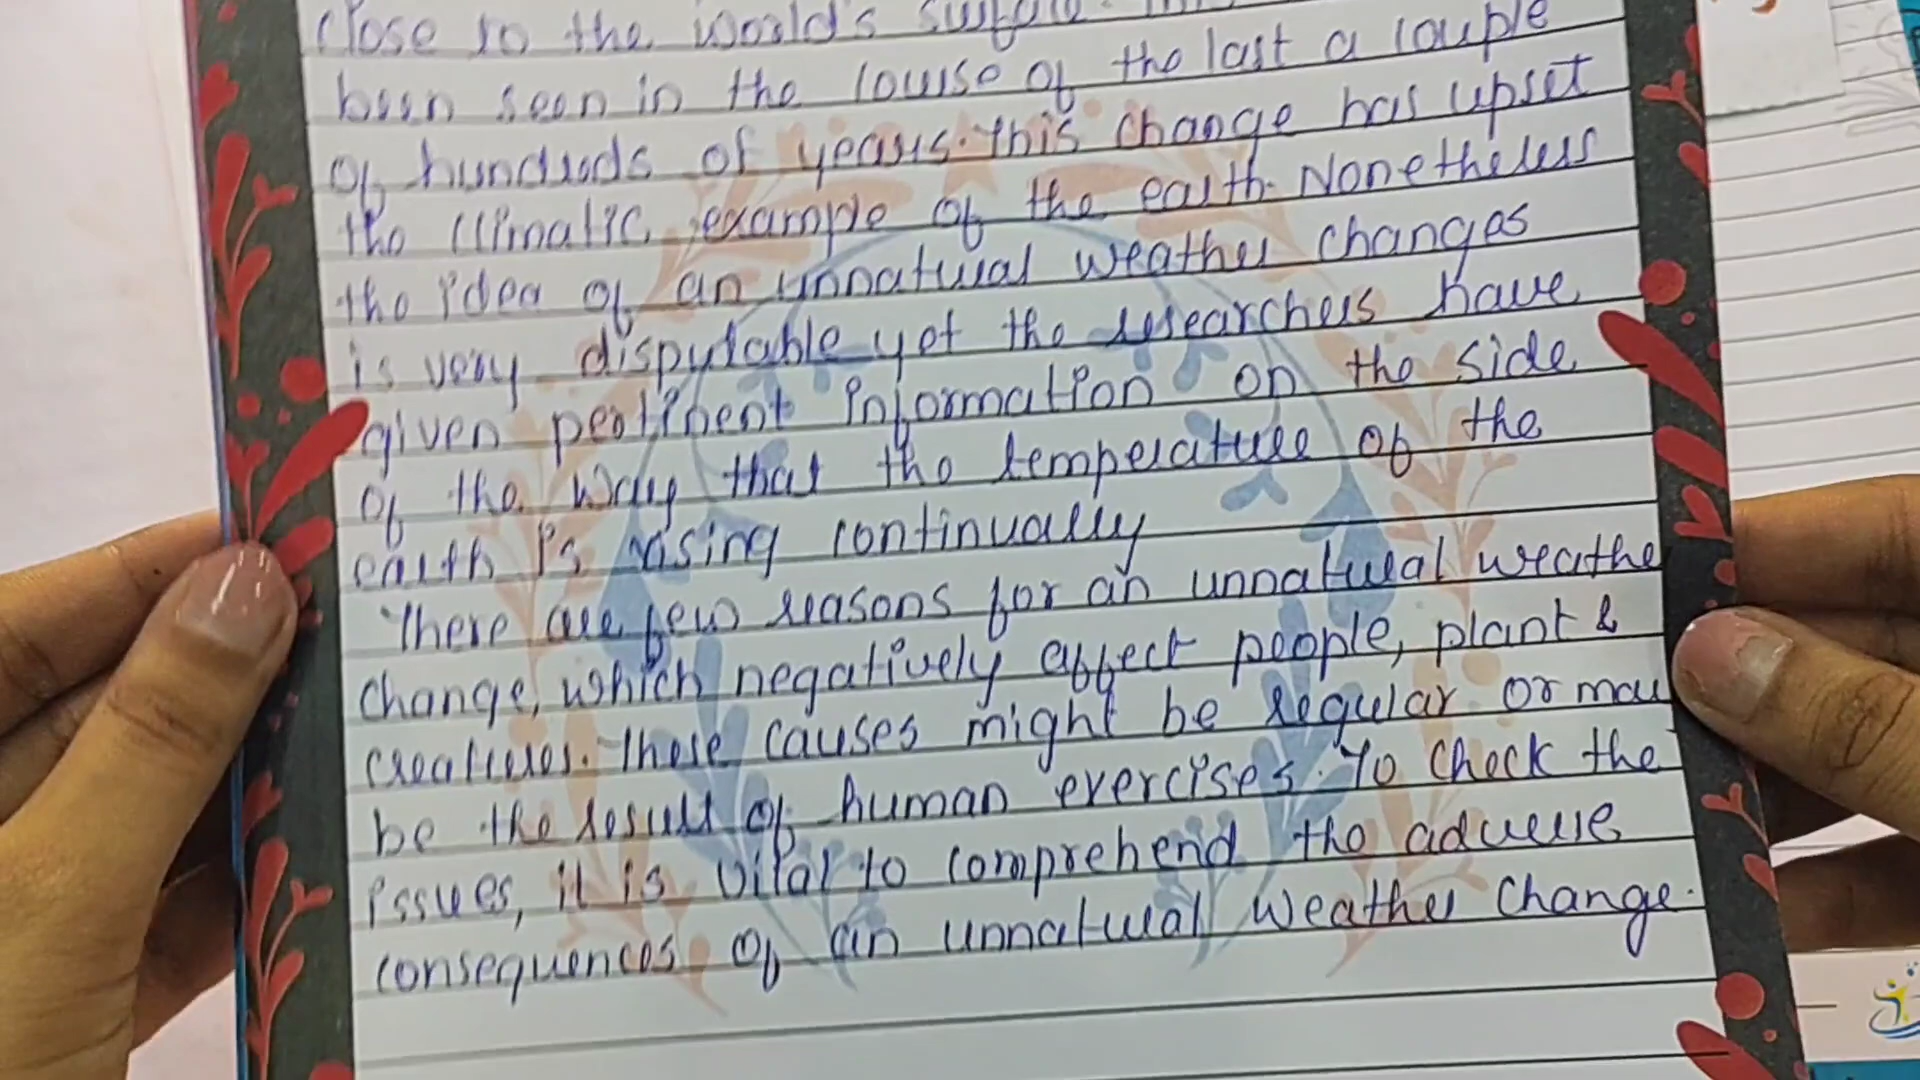 close to the world's surface.
been seen in the course of the last a couple
of hundreds of years. this change has upset
the climatic example of the earth. Nonetheless
the idea of an unnatural weather changes
is very disputable yet the researchers have
given pertinent information on the side
of the way that the temperature of the
earth is rising continually
There are few reasons for an unnatural weathe
change, which negatively affect people, plant &
creatures. These causes might be regular or may
be the result of human exercises. To check the
issues, it is vital to comprehend the adverse
consequences of an unnatural weather change.